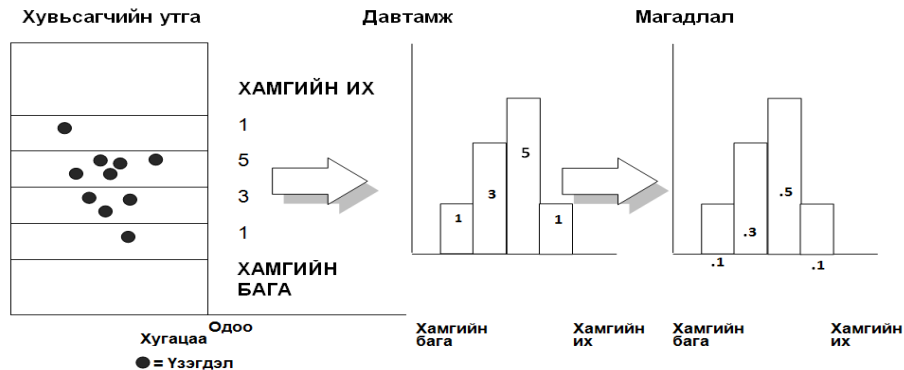 Хувьсагчийн утга
Давтамж
Магадлал
ХАМГИЙН ИХ
1
5
3
1
ХАМГИЙН
БАГА
Одоо
Хугацаа
= Үзэгдэл
1
3
5
1
Хамгийн
бага
Хамгийн
их
.1
.3
.5
.1
Хамгийн
бага
Хамгийн
их